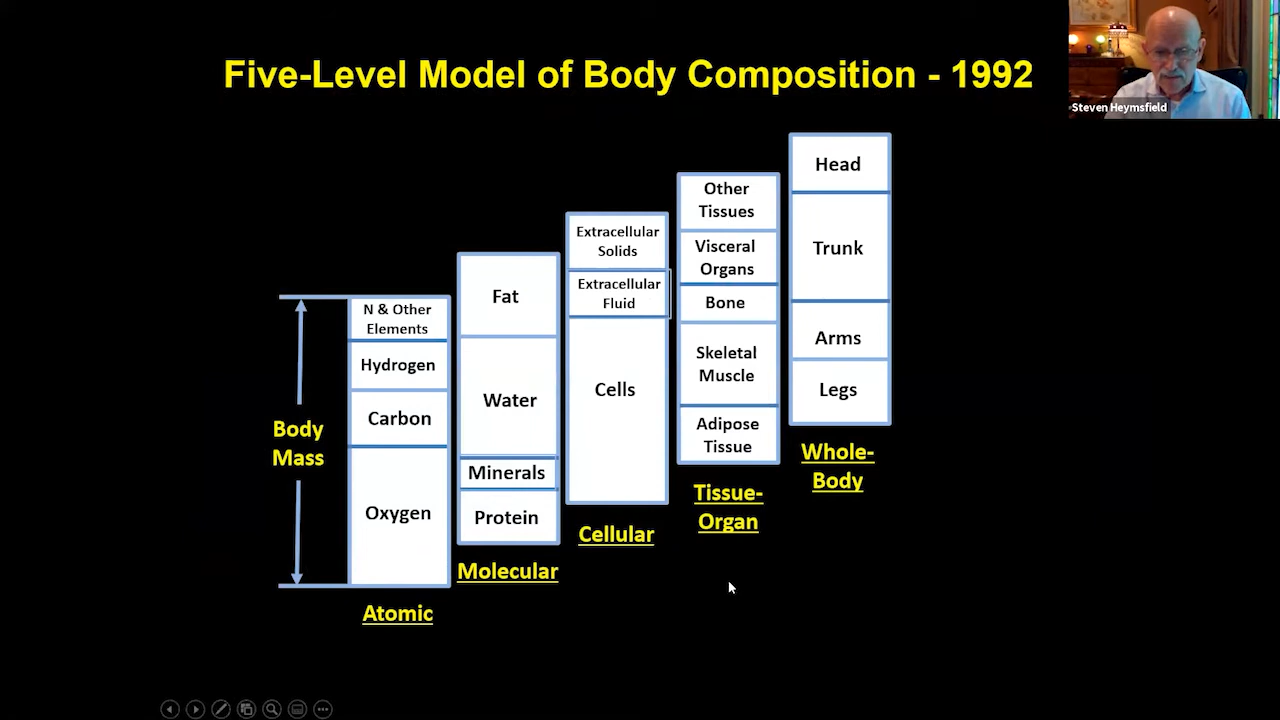 Five-Level Model of Body Composition - 1992
Steven Heymsfield
Body
Mass
N & Other
Elements
Hydrogen
Carbon
Oxygen
Atomic
Fat
Water
Minerals
Protein
Molecular
Extracellular
Solids
Extracellular
Fluid
Cells
Cellular
Other
Tissues
Visceral
Organs
Bone
Skeletal
Muscle
Adipose
Tissue
Tissue-
Organ
Head
Trunk
Arms
Legs
Whole-
Body